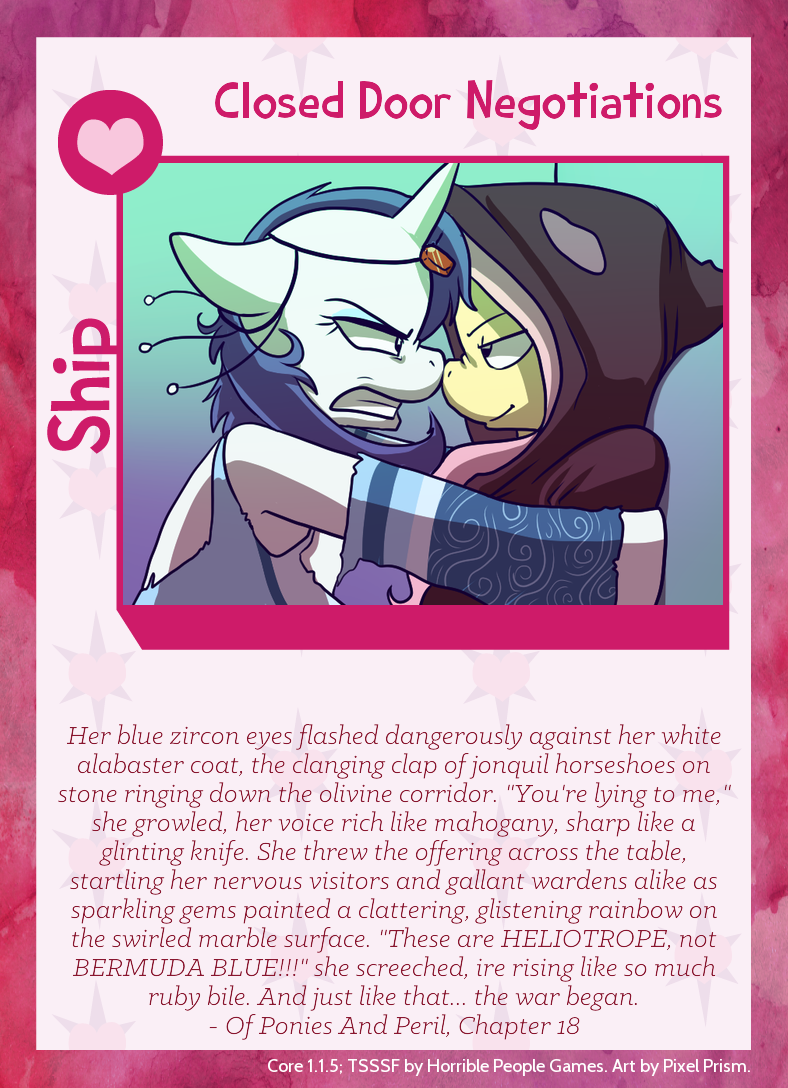 Closed Door Negotiations
Ship
Her blue zircon eyes flashed dangerously against her white
alabaster coat, the clanging clap of jonquil horseshoes on
stone ringing down the olivine corridor. "You're lying to me,"
she growled, her voice rich like mahogany, sharp like a
glinting knife. She threw the offering across the table,
startling her nervous visitors and gallant wardens alike as
sparkling gems painted a clattering, glistening rainbow on
the swirled marble surface. "These are HELIOTROPE, not
BERMUDA BLUE!!!" she screeched, ire rising like so much
ruby bile. And just like that... the war began.
- Of Ponies And Peril, Chapter 18
Core 1.1.5; TSSSF by Horrible People Games. Art by Pixel Prism.